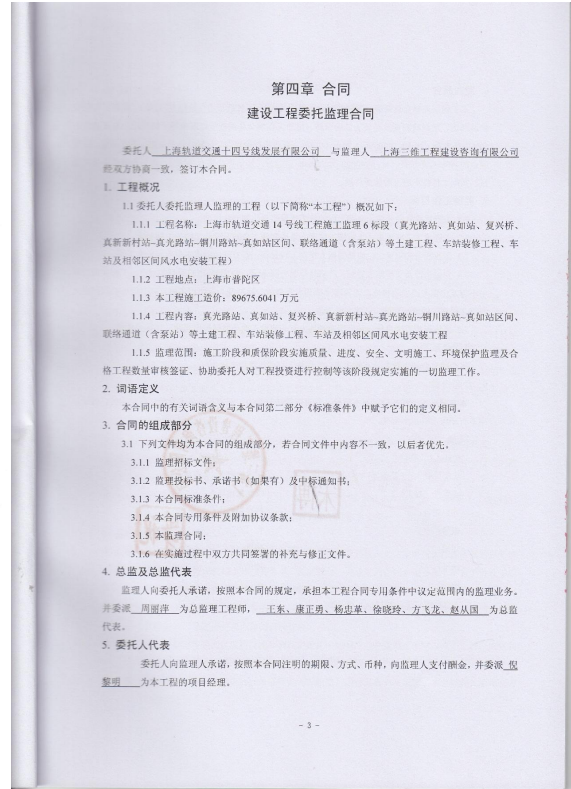 第四章 合同
建设工程委托监理合同
委托人 上海轨道交通十四号线发展有限公司 与监理人 上海三维工程建设咨询有限公司
经双方协商一致，签订本合同。
1. 工程概况
1.1 委托人委托监理人监理的工程（以下简称“本工程”）概况如下：
1.1.1 工程名称：上海市轨道交通 14 号线工程施工监理 6 标段（真光路站、真如站、复兴桥、
真新新村站~真光路站~铜川路站~真如站区间、联络通道（含泵站）等土建工程、车站装修工程、车
站及相邻区间风水电安装工程）
1.1.2 工程地点：上海市普陀区
1.1.3 本工程施工造价：89675.6041 万元
1.1.4 工程内容：真光路站、真如站、复兴桥、真新新村站~真光路站~铜川路站~真如站区间、
联络通道（含泵站）等土建工程、车站装修工程、车站及相邻区间风水电安装工程
1.1.5 监理范围：施工阶段和质保阶段实施质量、进度、安全、文明施工、环境保护监理及合
格工程数量审核签证、协助委托人对工程投资进行控制等该阶段规定实施的一切监理工作。
2. 词语定义
本合同中的有关词语含义与本合同第二部分《标准条件》中赋予它们的定义相同。
3. 合同的组成部分
3.1 下列文件均为本合同的组成部分，若合同文件中内容不一致，以后者优先。
3.1.1 监理招标文件；
3.1.2 监理投标书、承诺书（如果有）及中标通知书；
3.1.3 本合同标准条件；
3.1.4 本合同专用条件及附加协议条款；
3.1.5 本监理合同；
3.1.6 在实施过程中双方共同签署的补充与修正文件。
4. 总监及总监代表
监理人向委托人承诺，按照本合同的规定，承担本工程合同专用条件中议定范围内的监理业务。
并委派 周丽萍 为总监理工程师， 王东、康正勇、杨忠革、徐晓玲、方飞龙、赵从国 为总监
代表。
5. 委托人代表
委托人向监理人承诺，按照本合同注明的期限、方式、币种，向监理人支付酬金，并委派 倪
黎明 为本工程的项目经理。
- 3 -